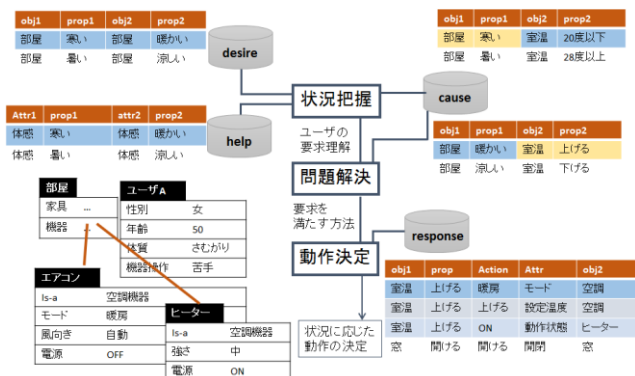 obj1 prop1 obj2 prop2
部屋 寒い 部屋 暖かい
部屋 暑い 部屋 涼しい
desire
obj1 prop1 obj2 prop2
部屋 寒い 室温 20度以下
部屋 暑い 室温 28度以上
cause
状況把握
Attr1 prop1 attr2 prop2
体感 寒い 体感 暖かい
体感 暑い 体感 涼しい
help
ユーザの
要求理解
obj1 prop1 obj2 prop2
部屋 暖かい 室温 上げる
部屋 涼しい 室温 下げる
問題解決
部屋
家具 ...
機器 ...
ユーザA
性別 女
年齢 50
体質 さむがり
機器操作 苦手
要求を
満たす方法
response
動作決定
obj1 prop Action Attr obj2
室温 上げる 暖房 モード 空調
室温 上げる 上げる 設定温度 空調
室温 上げる ON 動作状態 ヒーター
窓 開ける 開ける 開閉 窓
エアコン
Is-a 空調機器
モード 暖房
風向き 自動
電源 OFF
ヒーター
Is-a 空調機器
強さ 中
電源 ON
状況に応じた
動作の決定